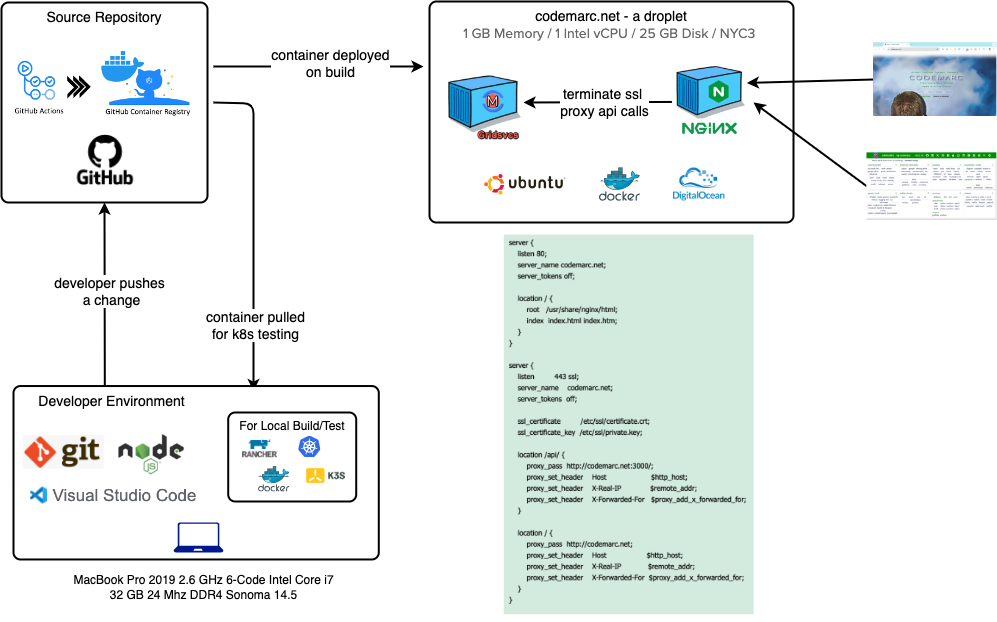 Source Repository
GitHub Actions
GitHub Container Registry
GitHub
container deployed
on build
codemarc.net - a droplet
1 GB Memory / 1 Intel vCPU / 25 GB Disk / NYC3
M
Gridsves
terminate ssl
proxy api calls
N
NGINX
ubuntu
docker
DigitalOcean
CODEMARC
developer pushes
a change
container pulled
for k8s testing
Developer Environment
git
node
JS
Visual Studio Code
For Local Build/Test
RANCHER
docker
K3S
MacBook Pro 2019 2.6 GHz 6-Code Intel Core i7
32 GB 24 Mhz DDR4 Sonoma 14.5
server {
listen 80;
server_name codemarc.net;
server_tokens off;
location / {
root /usr/share/nginx/html;
index index.html index.htm;
}
}
server {
listen 443 ssl;
server_name codemarc.net;
server_tokens off;
ssl_certificate /etc/ssl/certificate.crt;
ssl_certificate_key /etc/ssl/private.key;
location /api/ {
proxy_pass http://codemarc.net:3000/;
proxy_set_header Host $http_host;
proxy_set_header X-Real-IP $remote_addr;
proxy_set_header X-Forwarded-For $proxy_add_x_forwarded_for;
}
location / {
proxy_pass http://codemarc.net;
proxy_set_header Host $http_host;
proxy_set_header X-Real-IP $remote_addr;
proxy_set_header X-Forwarded-For $proxy_add_x_forwarded_for;
}
}